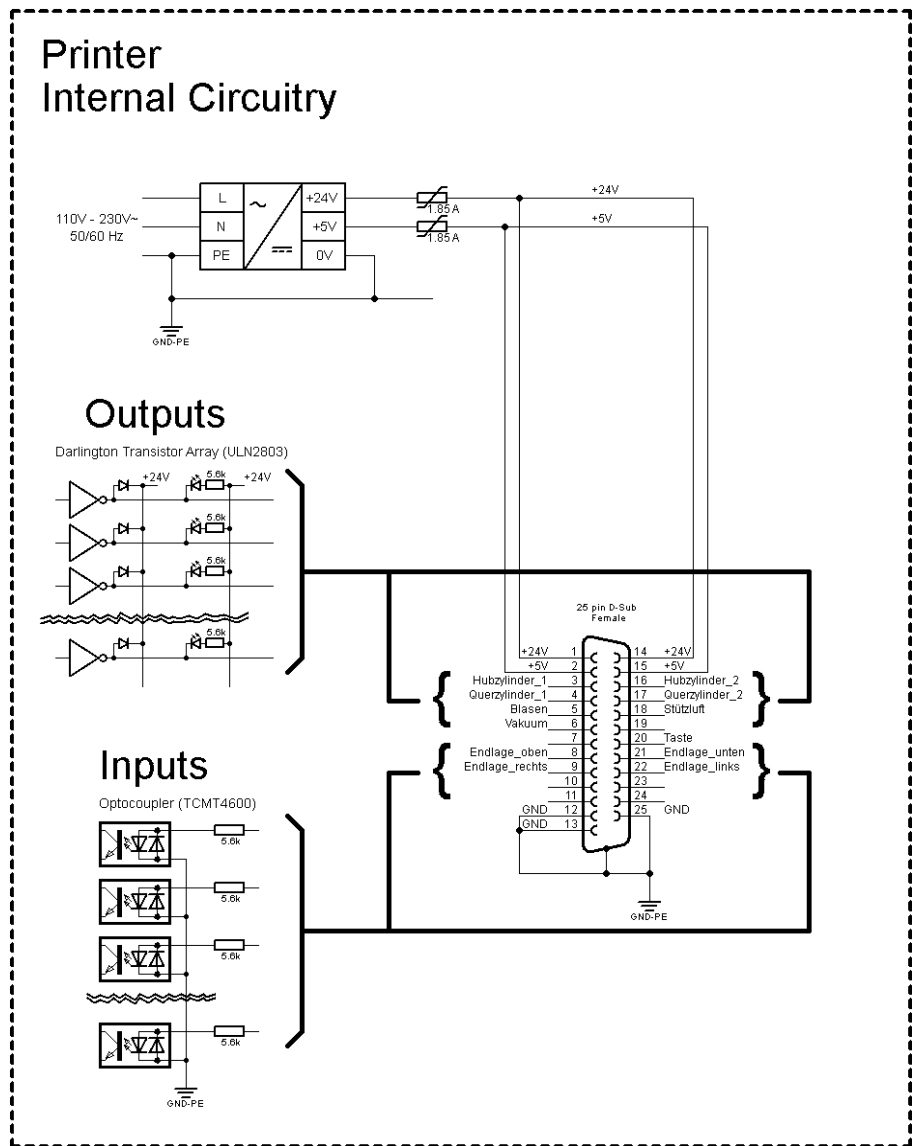 Printer
Internal Circuitry
110V - 230V~
50/60 Hz
L
N
PE
+24V
+5V
0V
1.85A
1.85A
+24V
+5V
GND-PE
Outputs
Darlington Transistor Array (ULN2803)
+24V
5.6k
+24V
5.6k
5.6k
5.6k
25 pin D-Sub
Female
+24V 1
+5V 2
Hubzylinder_1 3
Querzylinder_1 4
Blasen 5
Vakuum 6
7
Endlage_oben 8
Endlage_rechts 9
10
11
GND 12
GND 13
14 +24V
15 +5V
16 Hubzylinder_2
17 Querzylinder_2
18 Stützluft
19
20 Taste
21 Endlage_unten
22 Endlage_links
23
24
25 GND
GND-PE
Inputs
Optocoupler (TCMT4600)
5.6k
5.6k
5.6k
5.6k
GND-PE